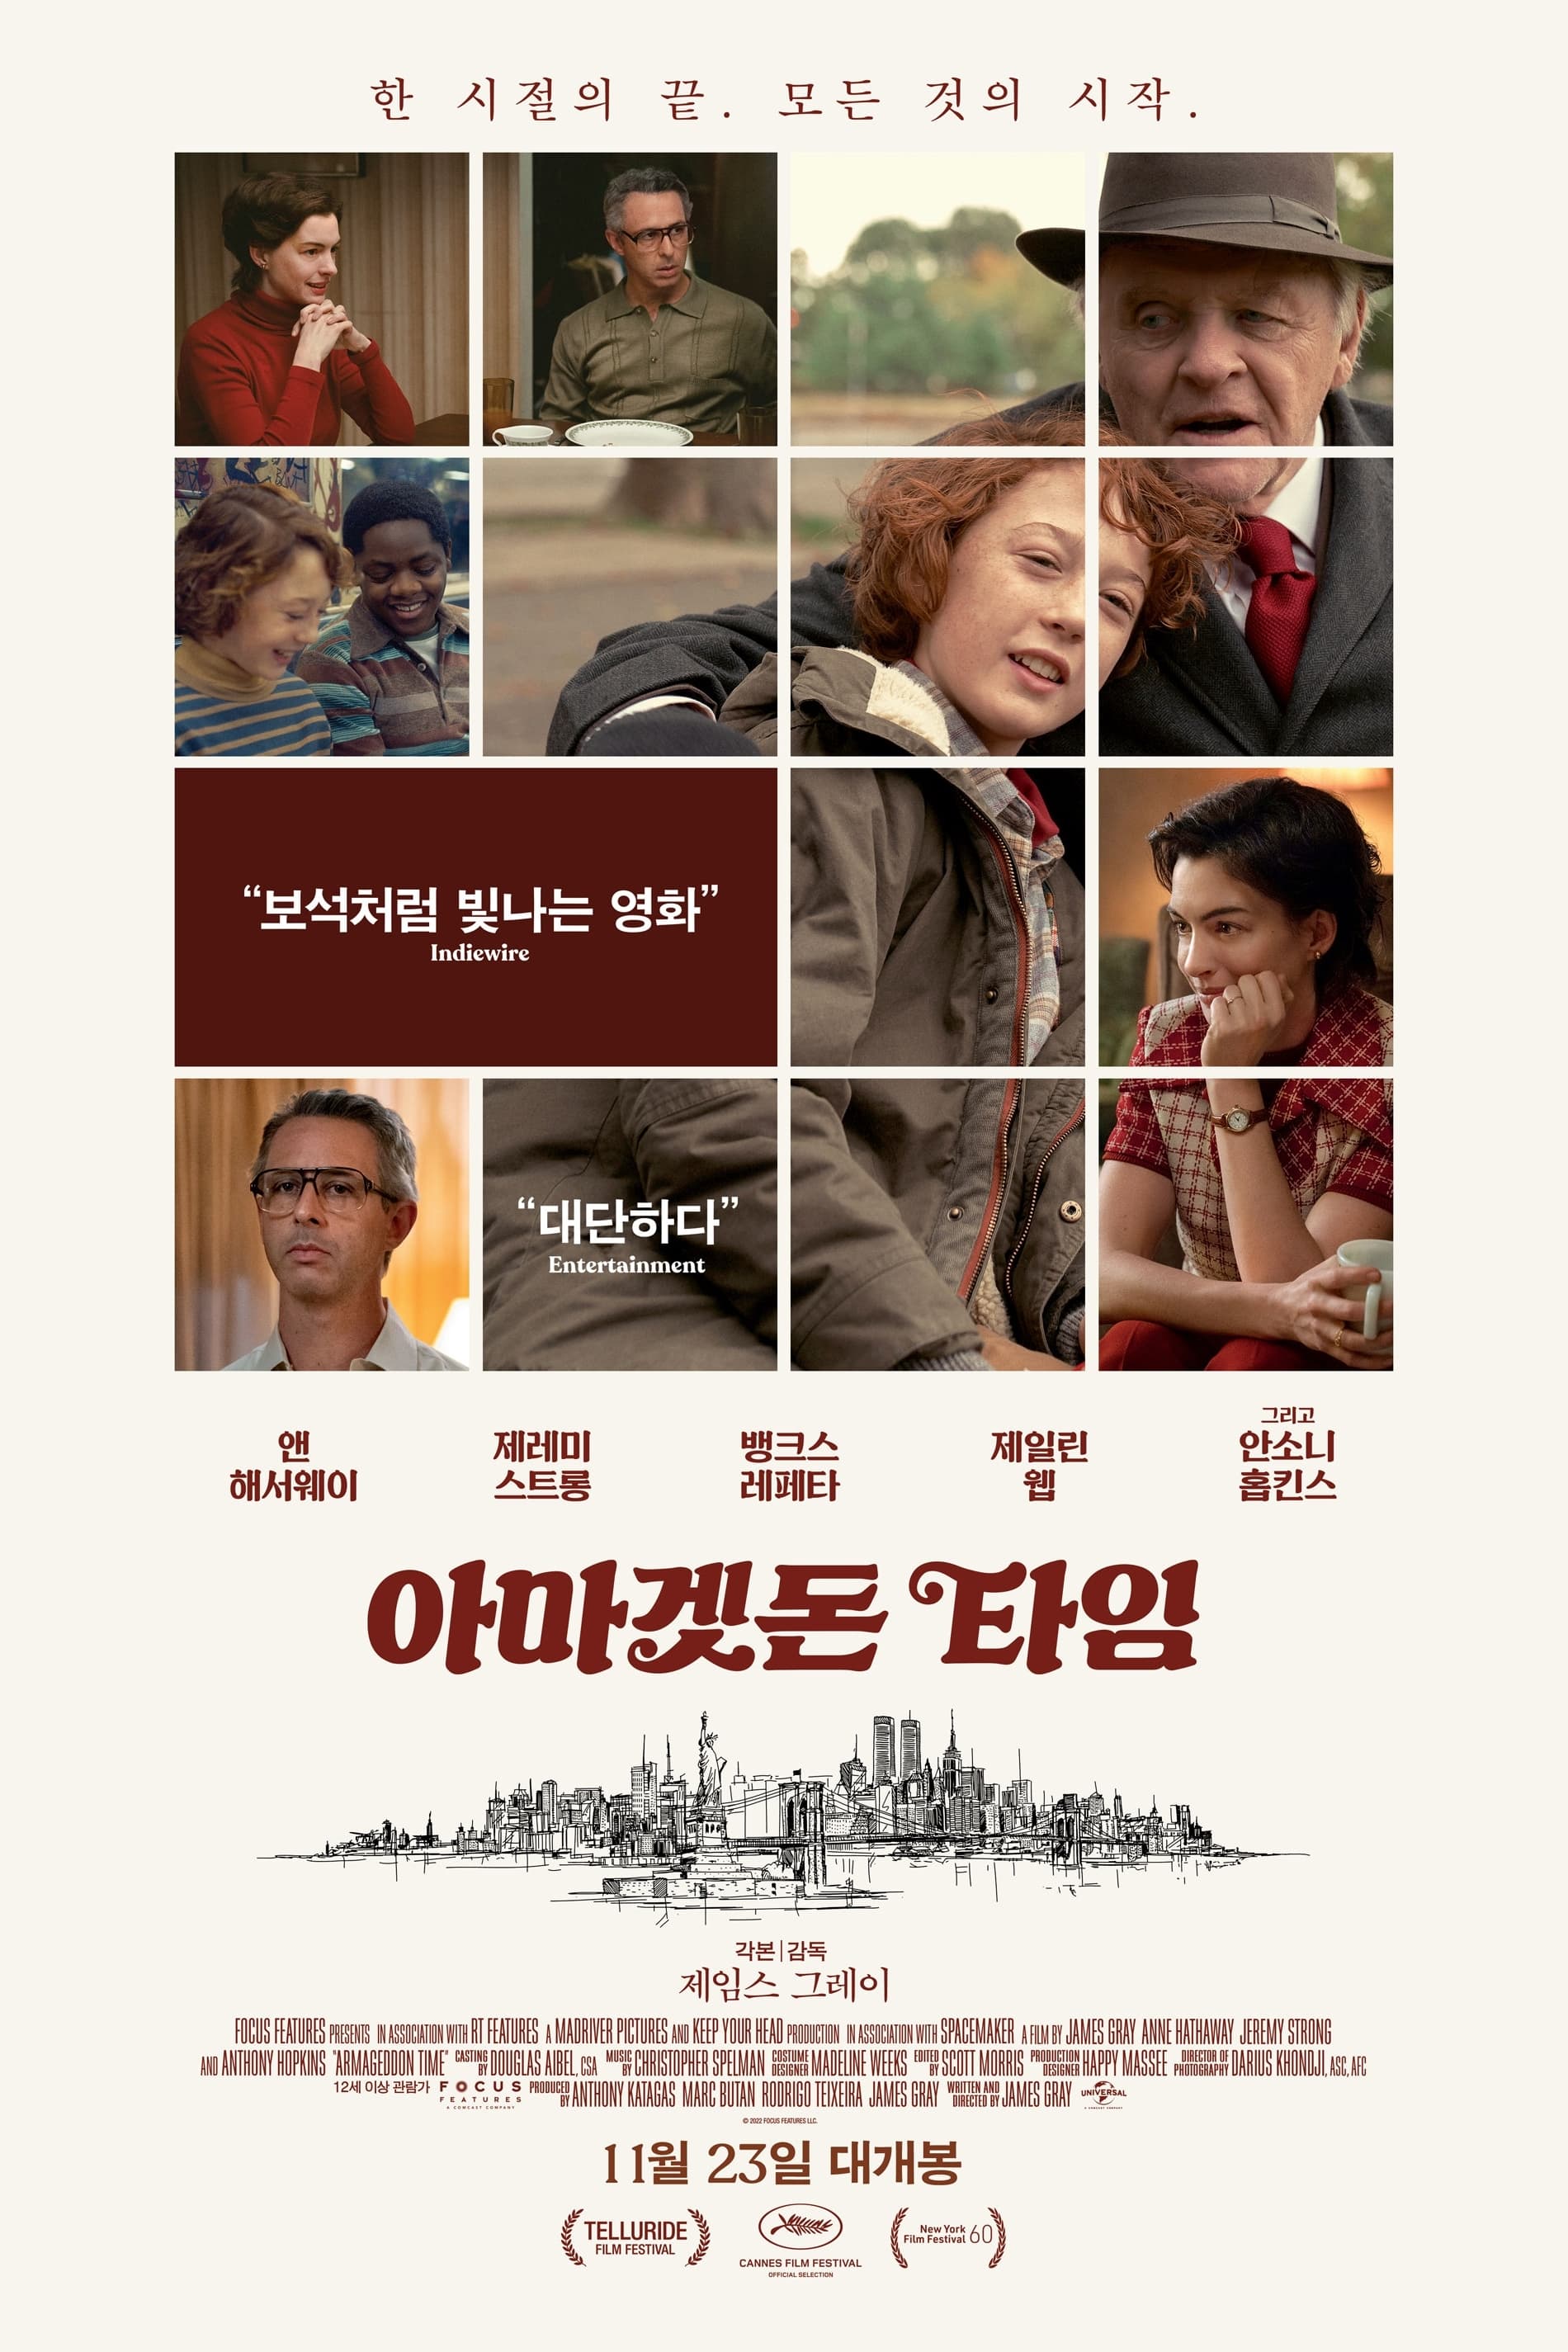 한 시절의 끝. 모든 것의 시작.
“보석처럼 빛나는 영화”
Indiewire
“대단하다”
Entertainment
앤 해서웨이
제레미 스트롱
뱅크스 레페타
제일린 웹
그리고 안소니 홉킨스
아마겟돈 타임
각본|감독
제임스 그레이
FOCUS FEATURES PRESENTS IN ASSOCIATION WITH RT FEATURES A MADRIVER PICTURES AND KEEP YOUR HEAD PRODUCTION IN ASSOCIATION WITH SPACEMAKER A FILM BY JAMES GRAY ANNE HATHAWAY JEREMY STRONG
AND ANTHONY HOPKINS "ARMAGEDDON TIME" CASTING BY DOUGLAS AIBEL, CSA MUSIC BY CHRISTOPHER SPELMAN COSTUME DESIGNER MADELINE WEEKS EDITED BY SCOTT MORRIS PRODUCTION DESIGNER HAPPY MASSEE DIRECTOR OF PHOTOGRAPHY DARIUS KHONDJI, ASC, AFC
12세 이상 관람가 FOCUS FEATURES A COMCAST COMPANY PRODUCED BY ANTHONY KATAGAS MARC BUTAN RODRIGO TEIXEIRA JAMES GRAY WRITTEN AND DIRECTED BY JAMES GRAY UNIVERSAL A COMCAST COMPANY
© 2022 FOCUS FEATURES LLC.
11월 23일 대개봉
TELLURIDE
FILM FESTIVAL
CANNES FILM FESTIVAL
OFFICIAL SELECTION
New York
Film Festival 60